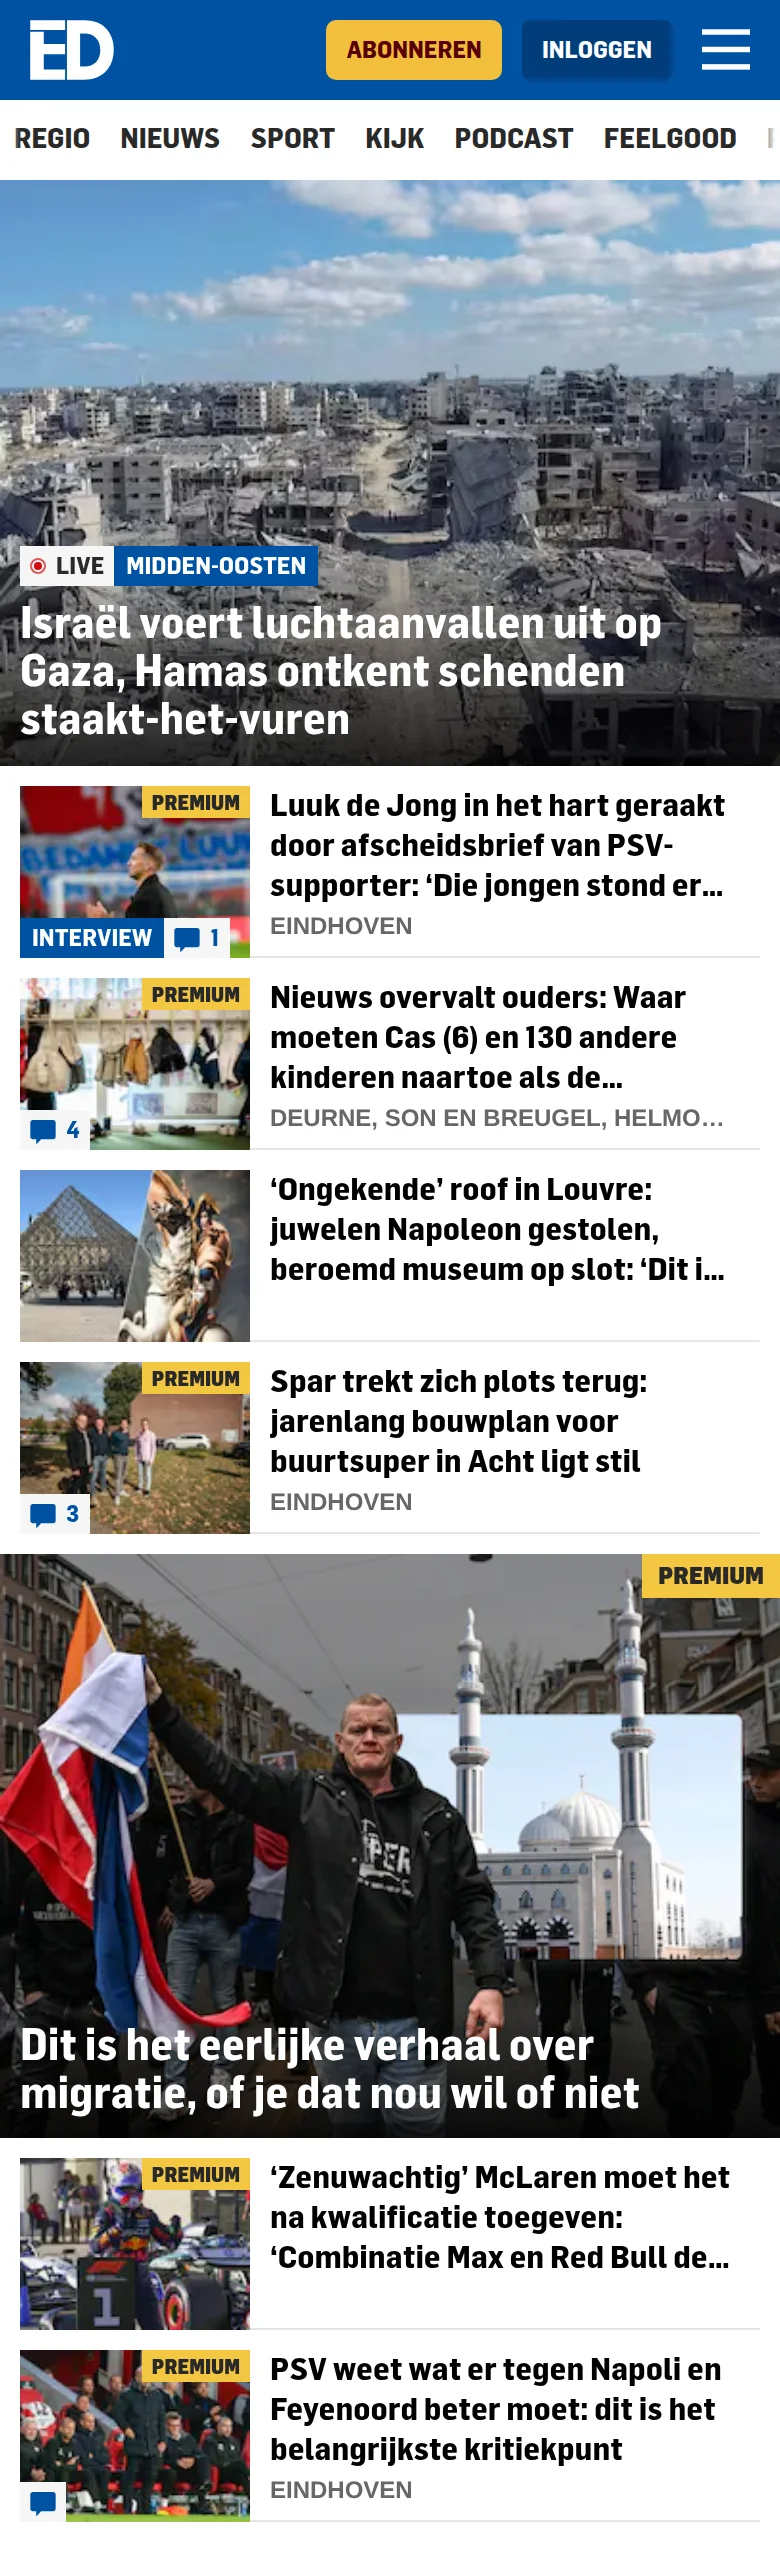 ED
ABONNEREN
INLOGGEN
REGIO NIEUWS SPORT KIJK PODCAST FEELGOOD
LIVE MIDDEN-OOSTEN
Israël voert luchtaanvallen uit op
Gaza, Hamas ontkent schenden
staakt-het-vuren
PREMIUM
BEDANKT LUUK
INTERVIEW 1
Luuk de Jong in het hart geraakt
door afscheidsbrief van PSV-
supporter: ‘Die jongen stond er...
EINDHOVEN
PREMIUM
4
Nieuws overvalt ouders: Waar
moeten Cas (6) en 130 andere
kinderen naartoe als de...
DEURNE, SON EN BREUGEL, HELMO...
‘Ongekende’ roof in Louvre:
juwelen Napoleon gestolen,
beroemd museum op slot: ‘Dit i...
PREMIUM
3
Spar trekt zich plots terug:
jarenlang bouwplan voor
buurtsuper in Acht ligt stil
EINDHOVEN
PREMIUM
Dit is het eerlijke verhaal over
migratie, of je dat nou wil of niet
PREMIUM
1
‘Zenuwachtig’ McLaren moet het
na kwalificatie toegeven:
‘Combinatie Max en Red Bull de...
PREMIUM
PSV weet wat er tegen Napoli en
Feyenoord beter moet: dit is het
belangrijkste kritiekpunt
EINDHOVEN